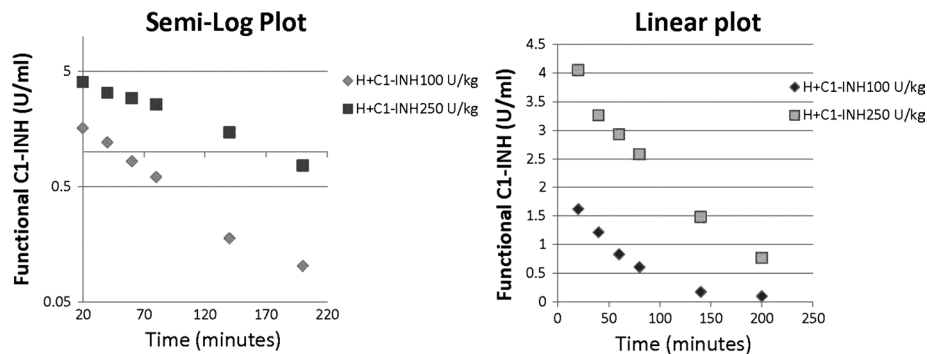 Semi-Log Plot
Functional C1-INH (U/ml)
5
0.5
0.05
20 70 120 170 220
Time (minutes)
H+C1-INH100 U/kg
H+C1-INH250 U/kg
Linear plot
Functional C1-INH (U/ml)
4.5
4
3.5
3
2.5
2
1.5
1
0.5
0
0 50 100 150 200 250
Time (minutes)
H+C1-INH100 U/kg
H+C1-INH250 U/kg